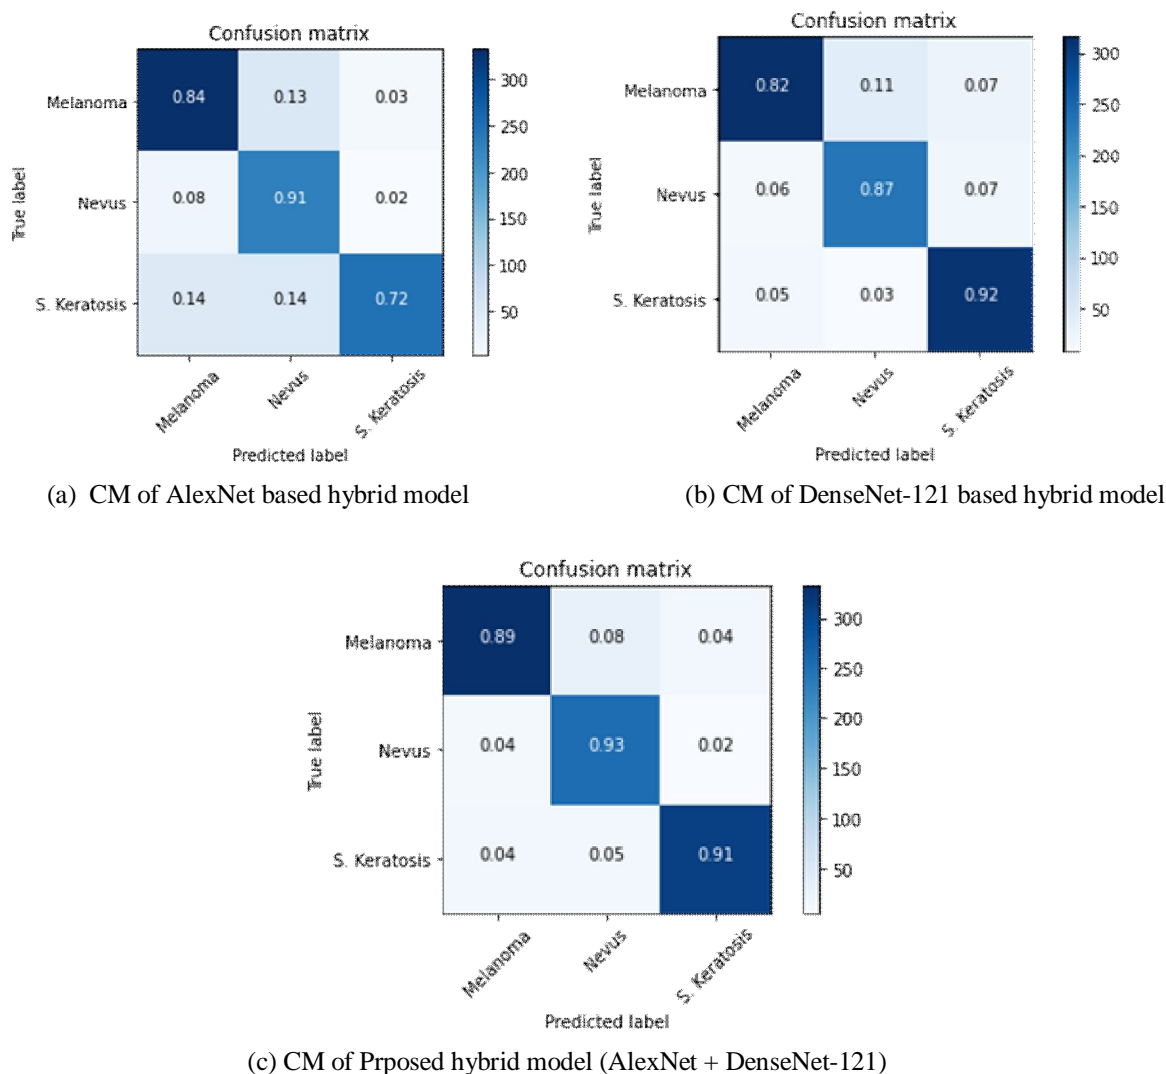 Confusion matrix
Melanoma
Nevus
S. Keratosis
True label
0.84 0.13 0.03
0.08 0.91 0.02
0.14 0.14 0.72
Melanoma
Nevus
S. Keratosis
Predicted label
300
250
200
150
100
50
(a) CM of AlexNet based hybrid model
Confusion matrix
Melanoma
Nevus
S. Keratosis
True label
0.82 0.11 0.07
0.06 0.87 0.07
0.05 0.03 0.92
Melanoma
Nevus
S. Keratosis
Predicted label
300
250
200
150
100
50
(b) CM of DenseNet-121 based hybrid model
Confusion matrix
Melanoma
Nevus
S. Keratosis
True label
0.89 0.08 0.04
0.04 0.93 0.02
0.04 0.05 0.91
Melanoma
Nevus
S. Keratosis
Predicted label
300
250
200
150
100
50
(c) CM of Prposed hybrid model (AlexNet + DenseNet-121)